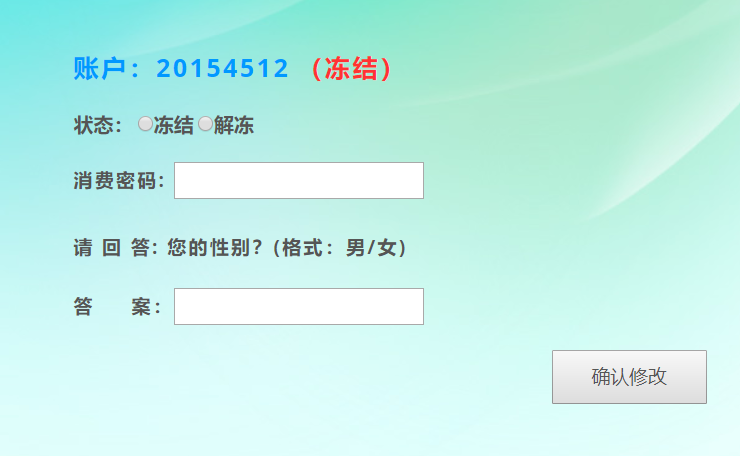 账户：20154512 （冻结）
状态： 冻结 解冻
消费密码:
请 回 答: 您的性别? (格式：男/女)
答 案:
确认修改